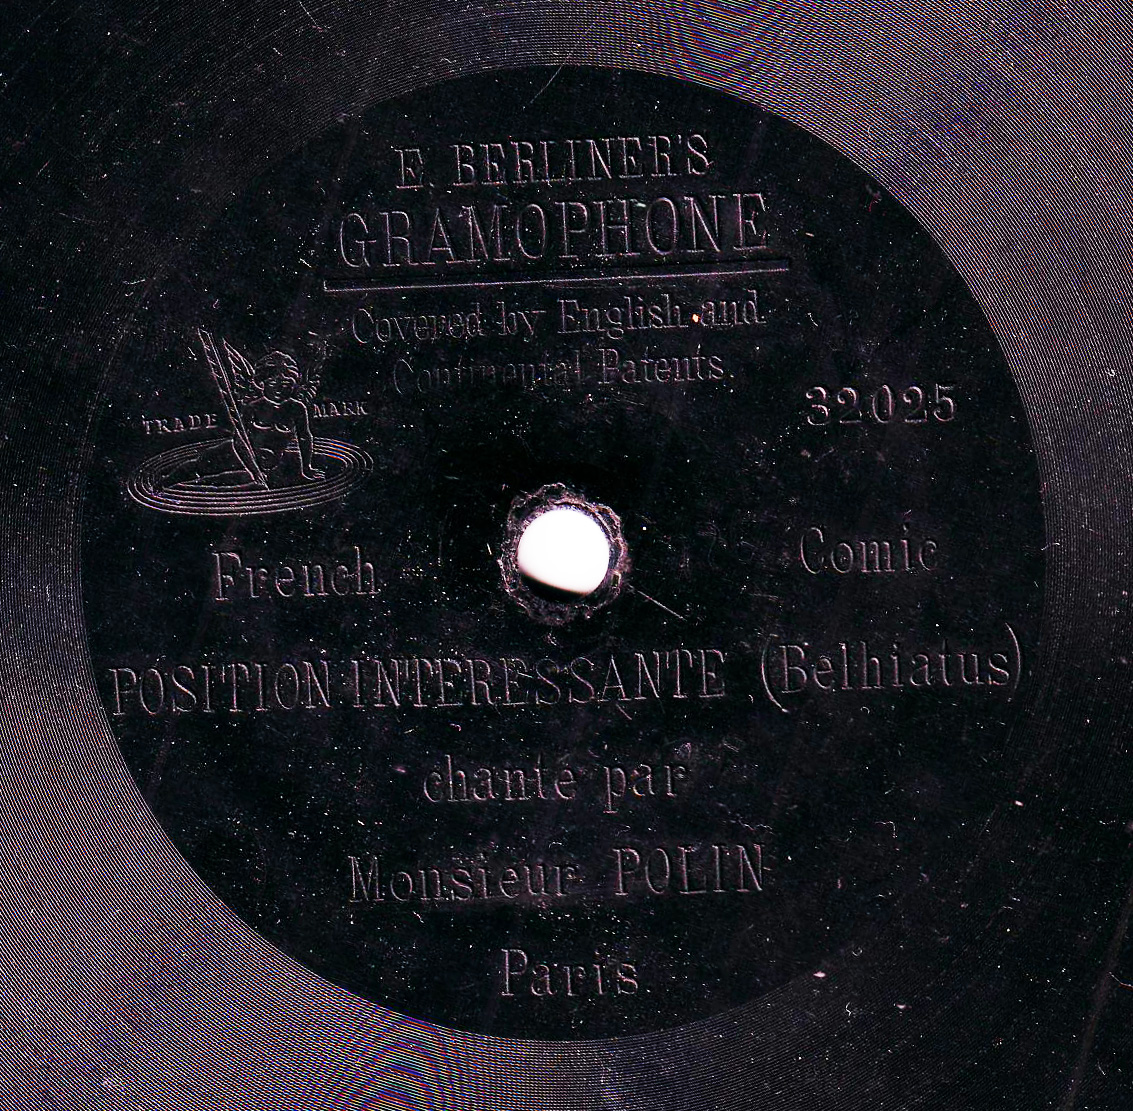 E. BERLINER'S
GRAMOPHONE
Covered by English and
Continental Patents.
TRADE MARK
32025
French
Comic
POSITION INTERESSANTE (Belhiatus)
chante par
Monsieur POLIN
Paris.